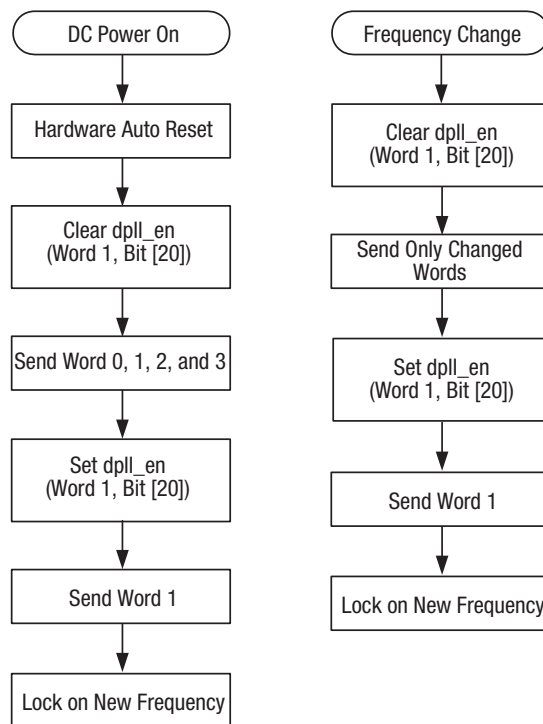 DC Power On
Hardware Auto Reset
Clear dpll_en
(Word 1, Bit [20])
Send Word 0, 1, 2, and 3
Set dpll_en
(Word 1, Bit [20])
Send Word 1
Lock on New Frequency
Frequency Change
Clear dpll_en
(Word 1, Bit [20])
Send Only Changed
Words
Set dpll_en
(Word 1, Bit [20])
Send Word 1
Lock on New Frequency